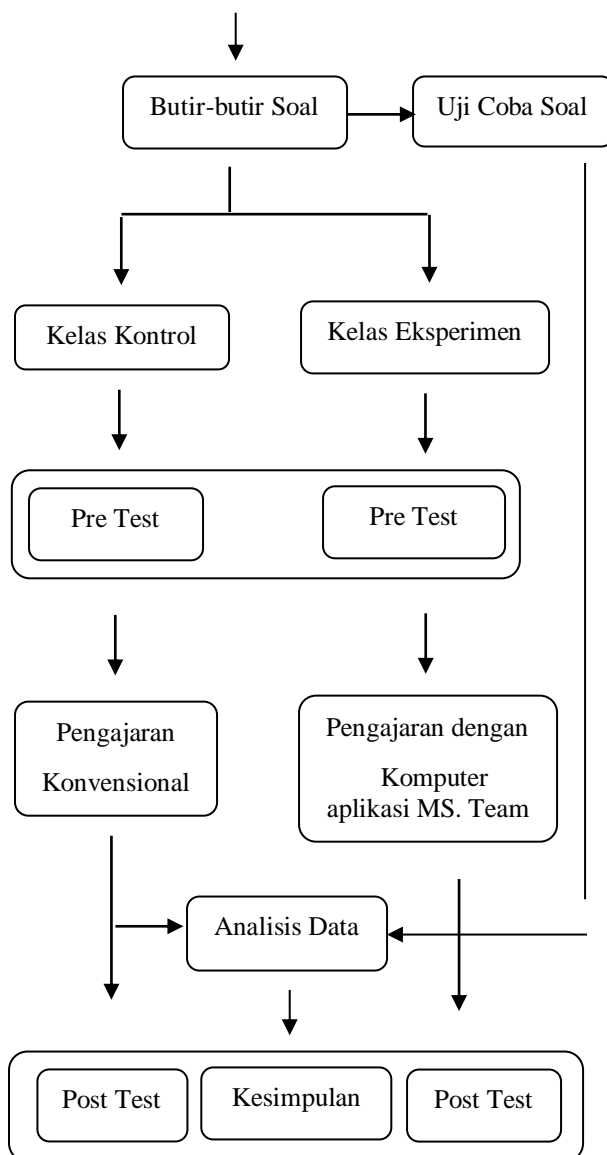 Butir-butir Soal
Uji Coba Soal
Kelas Kontrol
Kelas Eksperimen
Pre Test
Pre Test
Pengajaran
Konvensional
Pengajaran dengan
Komputer
aplikasi MS. Team
Analisis Data
Post Test
Kesimpulan
Post Test